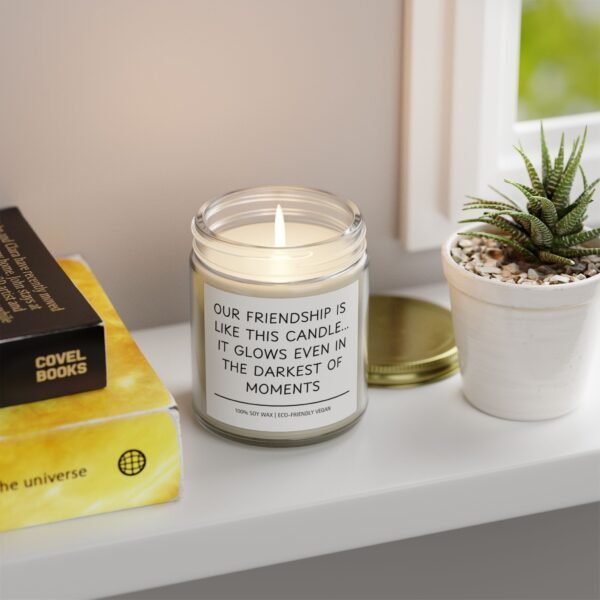 COVEL
BOOKS
he universe
OUR FRIENDSHIP IS
LIKE THIS CANDLE...
IT GLOWS EVEN IN
THE DARKEST OF
MOMENTS
100% SOY WAX | ECO-FRIENDLY VEGAN